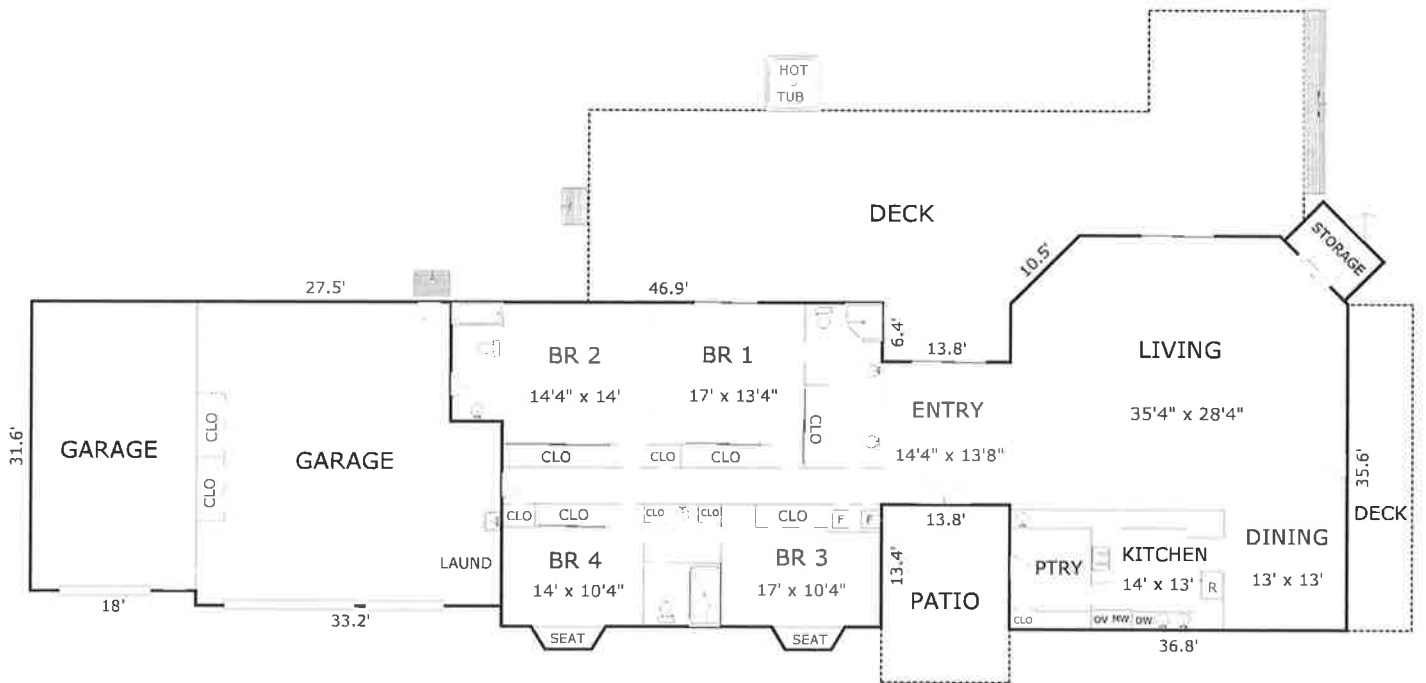 HOT
TUB
DECK
STORAGE
10.5'
27.5'
46.9'
6.4'
13.8'
LIVING
35'4" x 28'4"
BR 2
14'4" x 14'
BR 1
17' x 13'4"
CLO
ENTRY
14'4" x 13'8"
31.6'
GARAGE
CLO
CLO
GARAGE
CLO
CLO
CLO
35.6'
DECK
CLO
CLO
CLO
CLO
CLO
F
F
13.8'
LAUND
BR 4
14' x 10'4"
BR 3
17' x 10'4"
13.4'
PATIO
PTRY
KITCHEN
14' x 13'
R
DINING
13' x 13'
CLO
OV MW DW
18'
33.2'
SEAT
SEAT
36.8'